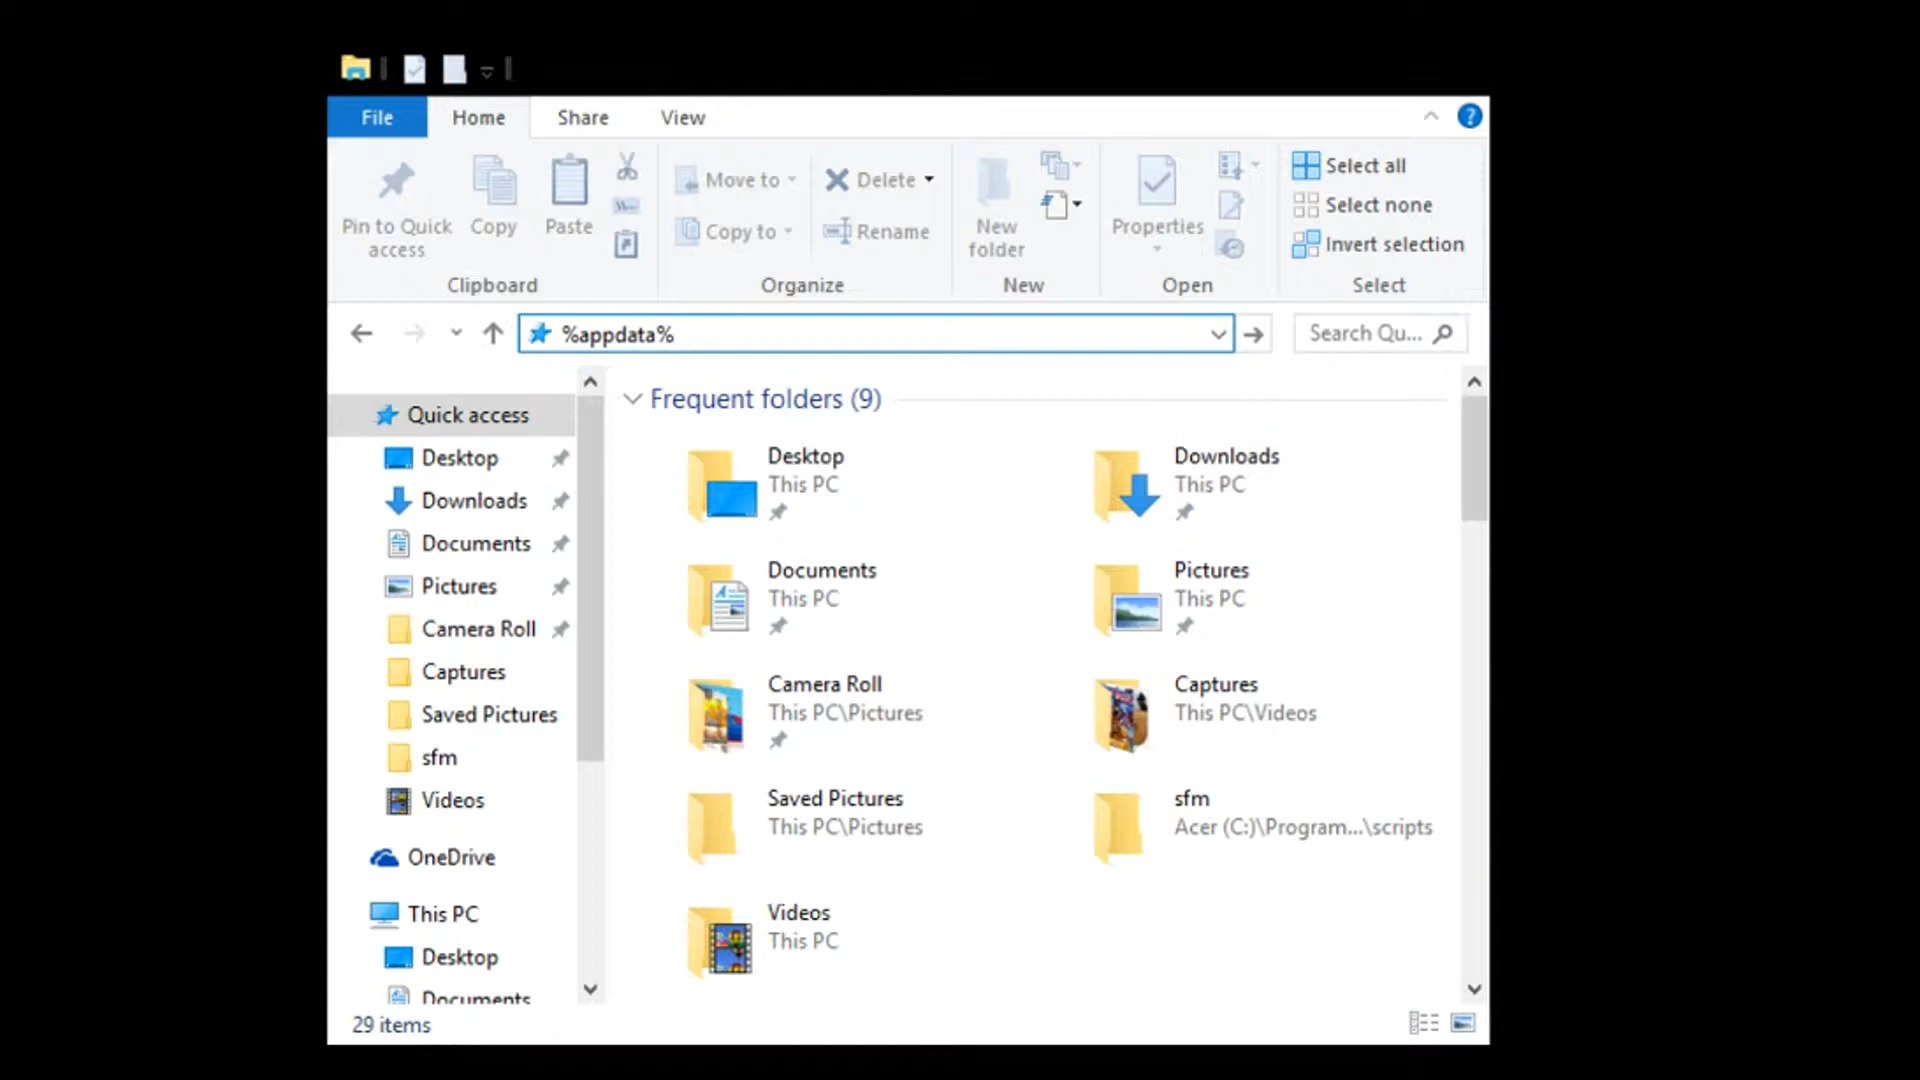 File
Home
Share
View
?
Pin to Quick
access
Copy
Paste
Move to
Copy to
Delete
Rename
New
folder
Properties
Select all
Select none
Invert selection
Clipboard
Organize
New
Open
Select
%appdata%
Search Qu...
Quick access
Desktop
Downloads
Documents
Pictures
Camera Roll
Captures
Saved Pictures
sfm
Videos
OneDrive
This PC
Desktop
Documents
Frequent folders (9)
Desktop
This PC
Downloads
This PC
Documents
This PC
Pictures
This PC
Camera Roll
This PC\Pictures
Captures
This PC\Videos
Saved Pictures
This PC\Pictures
sfm
Acer (C:)\Program...\scripts
Videos
This PC
29 items